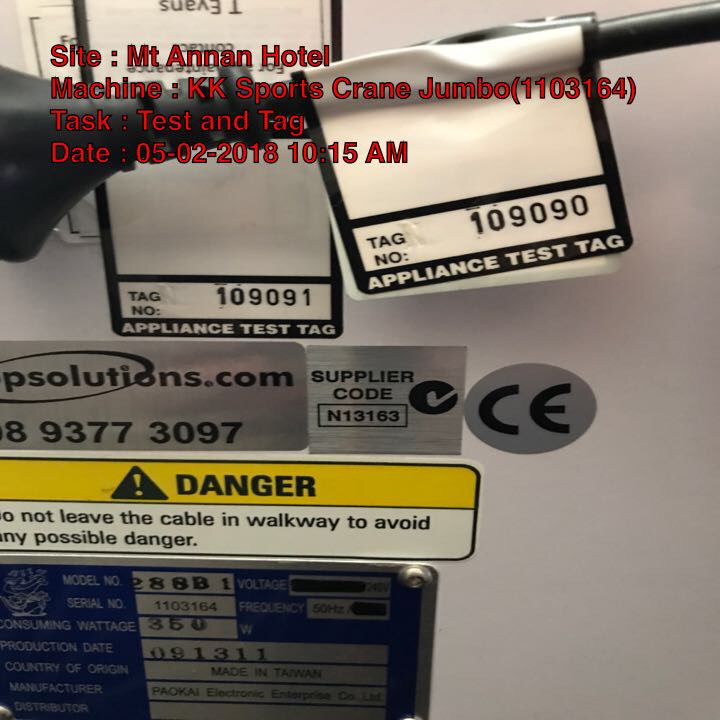 T Evans
Site : Mt Annan Hotel
Machine : KK Sports Crane Jumbo(1103164)
Task : Test and Tag
Date : 05-02-2018 10:15 AM
TAG NO: 109090
APPLIANCE TEST TAG
TAG NO: 109091
APPLIANCE TEST TAG
psolutions.com
08 9377 3097
SUPPLIER
CODE
N13163
CE
DANGER
Do not leave the cable in walkway to avoid
any possible danger.
MODEL NO. 288B1 VOLTAGE 240V
SERIAL NO. 1103164 FREQUENCY 50Hz /
CONSUMING WATTAGE 350 W
PRODUCTION DATE 091311
COUNTRY OF ORIGIN MADE IN TAIWAN
MANUFACTURER PAOKAI Electronic Enterprise Co.,Ltd
DISTRIBUTOR